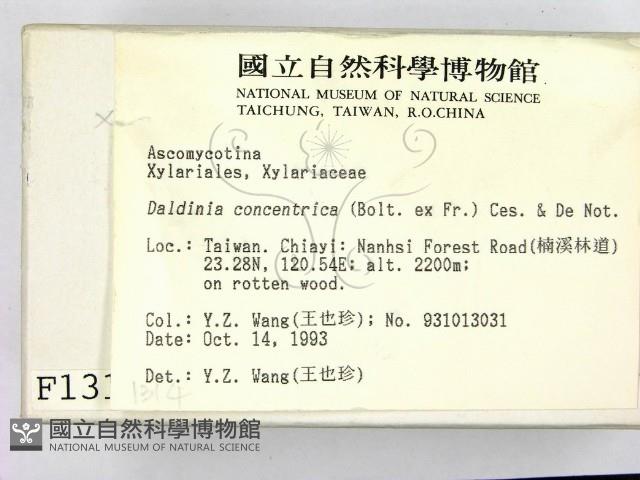 國立自然科學博物館
NATIONAL MUSEUM OF NATURAL SCIENCE
TAICHUNG, TAIWAN, R.O.CHINA
Ascomycotina
Xylariales, Xylariaceae
Daldinia concentrica (Bolt. ex Fr.) Ces. & De Not.
Loc.: Taiwan. Chiayi: Nanhsi Forest Road(楠溪林道)
23.28N, 120.54E; alt. 2200m;
on rotten wood.
Col.: Y.Z. Wang(王也珍); No. 931013031
Date: Oct. 14, 1993
Det.: Y.Z. Wang(王也珍)
F131
1314
國立自然科學博物館
NATIONAL MUSEUM OF NATURAL SCIENCE